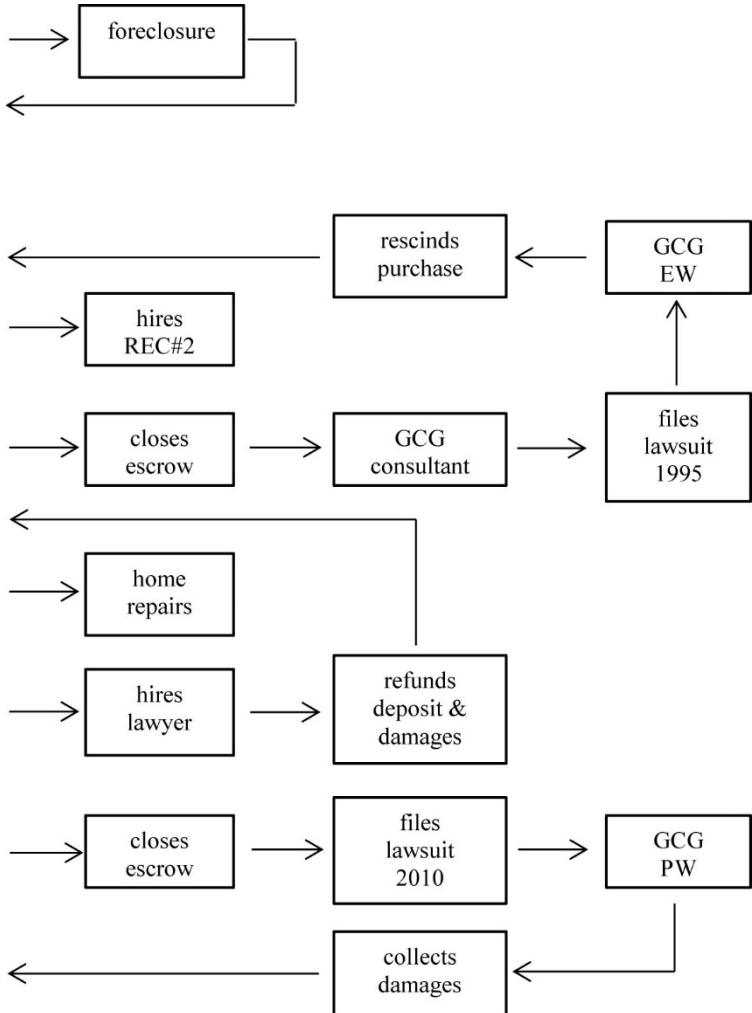 foreclosure
rescinds
purchase
GCG
EW
hires
REC#2
closes
escrow
GCG
consultant
files
lawsuit
1995
home
repairs
hires
lawyer
refunds
deposit &
damages
closes
escrow
files
lawsuit
2010
GCG
PW
collects
damages